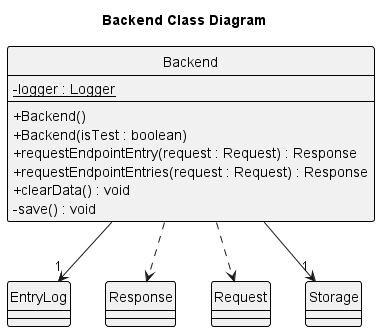 Backend Class Diagram
Backend
-logger : Logger
+Backend()
+Backend(isTest : boolean)
+requestEndpointEntry(request : Request) : Response
+requestEndpointEntries(request : Request) : Response
+clearData() : void
-save() : void
1
1
EntryLog
Response
Request
Storage